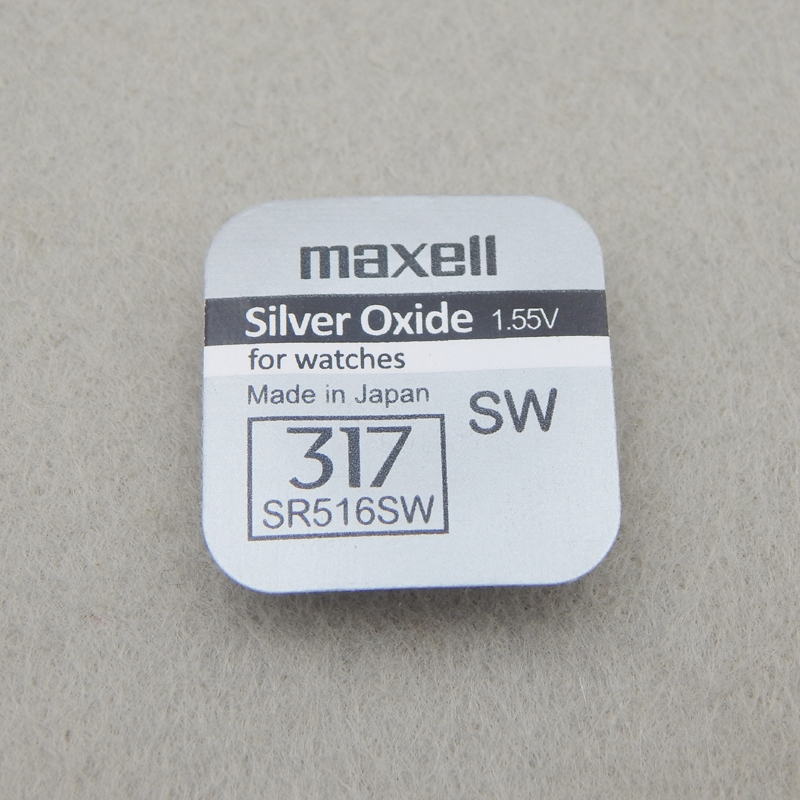 maxell
Silver Oxide 1.55V
for watches
Made in Japan
SW
317
SR516SW